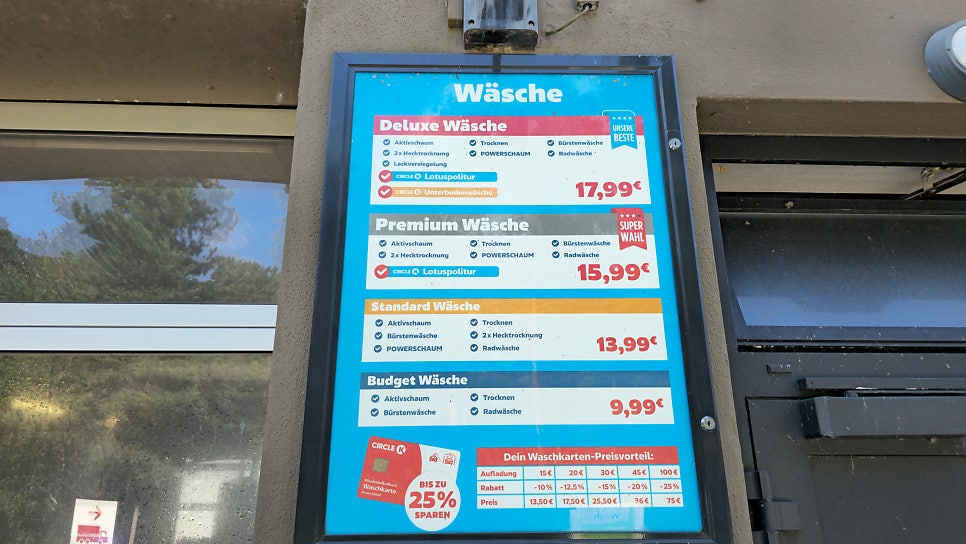 Wäsche
Deluxe Wäsche
UNSERE
BESTE
Aktivschaum Trocknen Bürstenwäsche
2 x Hecktrocknung POWERSCHAUM Radwäsche
Lackversiegelung
CIRCLE K Lotuspolitur
CIRCLE K Unterbodenwäsche
17,99€
Premium Wäsche
SUPER
WAHL
Aktivschaum Trocknen Bürstenwäsche
2 x Hecktrocknung POWERSCHAUM Radwäsche
CIRCLE K Lotuspolitur
15,99€
Standard Wäsche
Aktivschaum Trocknen
Bürstenwäsche 2 x Hecktrocknung
POWERSCHAUM Radwäsche
13,99€
Budget Wäsche
Aktivschaum Trocknen
Bürstenwäsche Radwäsche
9,99€
CIRCLE K
Wiederaufladbare
Waschkarte
BIS ZU
25%
SPAREN
Dein Waschkarten-Preisvorteil:
Aufladung 15 € 20 € 30 € 45 € 100 €
Rabatt -10% -12,5% -15% -20% -25%
Preis 13,50 € 17,50 € 25,50 € 36 € 75 €